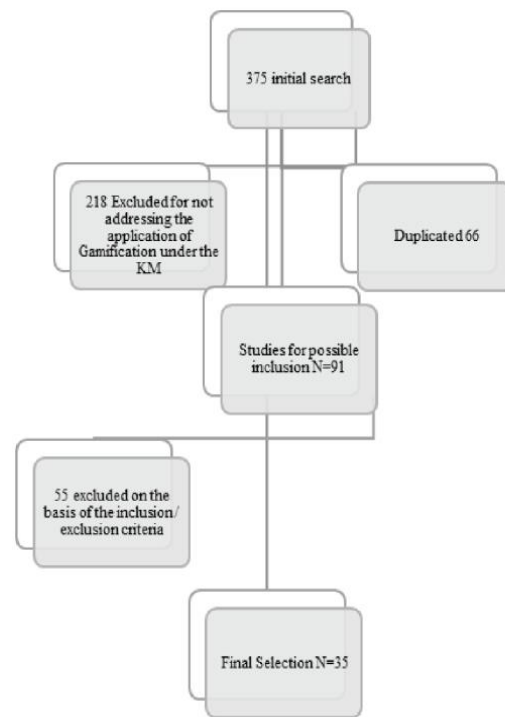 375 initial search
218 Excluded for not
addressing the
application of
Gamification under the
KM
Duplicated 66
Studies for possible
inclusion N=91
55 excluded on the
basis of the inclusion/
exclusion criteria
Final Selection N=35